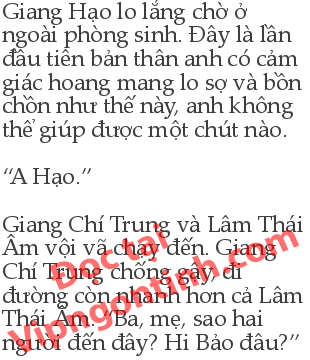 Giang Hạo lo lắng chờ ở
ngoài phòng sinh. Đây là lần
đầu tiên bản thân anh có cảm
giác hoang mang lo sợ và bồn
chồn như thế này, anh không
thể giúp được một chút nào.
“A Hạo.”
Giang Chí Trung và Lâm Thái
Âm vội vã chạy đến. Giang
Chí Trung chống gậy, đi
đường còn nhanh hơn cả Lâm
Thái Âm. “Ba, mẹ, sao hai
người đến đây? Hi Bảo đâu?”
Đọc tại
Vipngontinh.com